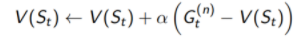 V(S_t) ← V(S_t) + α (G_t^{(n)} − V(S_t))